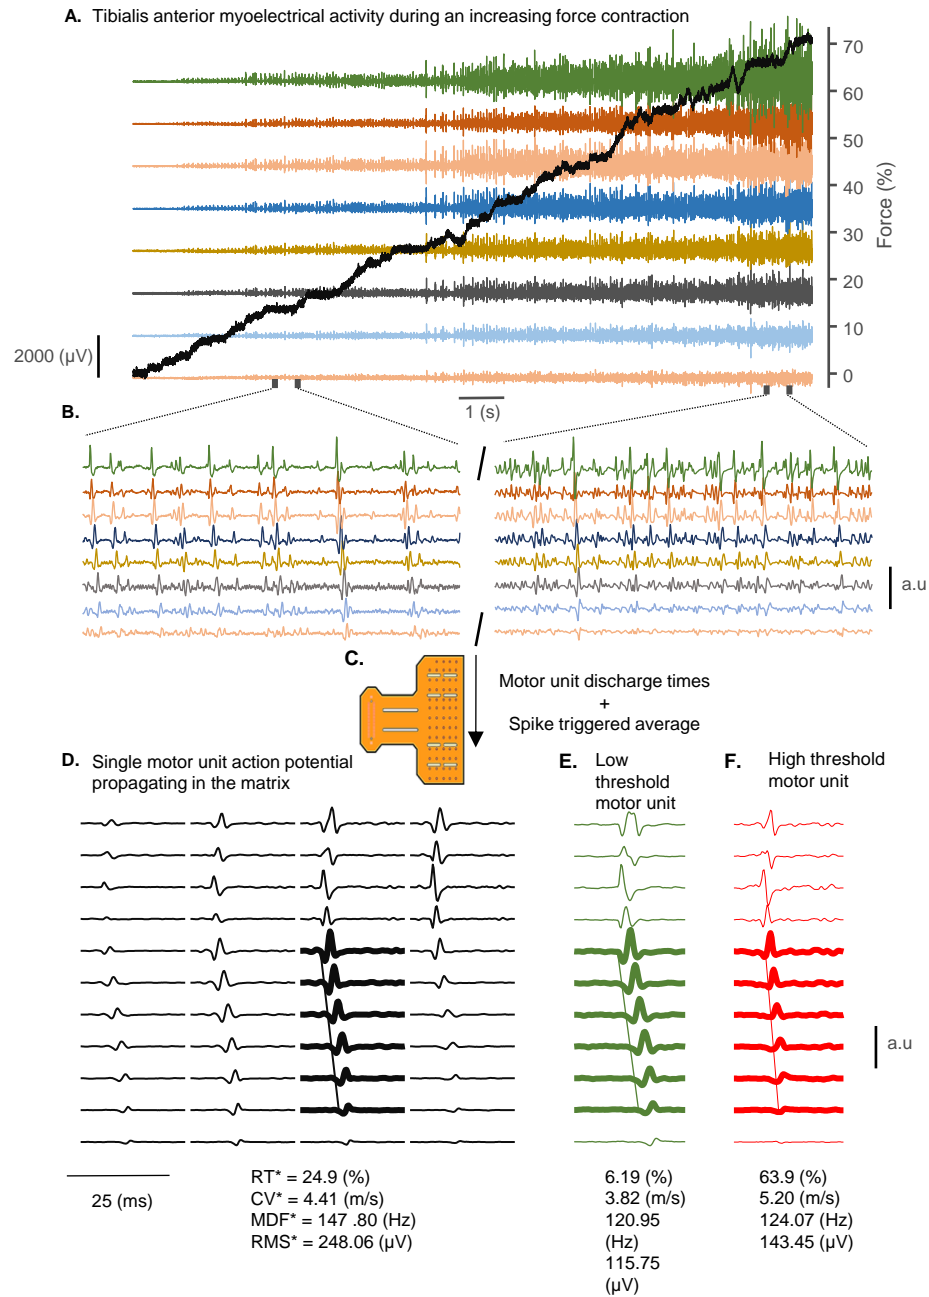 A. Tibialis anterior myoelectrical activity during an increasing force contraction
70
60
50
40
30
20
10
0
Force (%)
2000 (µV)
1 (s)
B.
a.u
C.
Motor unit discharge times
+
Spike triggered average
D. Single motor unit action potential
propagating in the matrix
E. Low
threshold
motor unit
F. High threshold
motor unit
a.u
25 (ms)
RT* = 24.9 (%)
CV* = 4.41 (m/s)
MDF* = 147 .80 (Hz)
RMS* = 248.06 (µV)
6.19 (%)
3.82 (m/s)
120.95
(Hz)
115.75
(µV)
63.9 (%)
5.20 (m/s)
124.07 (Hz)
143.45 (µV)